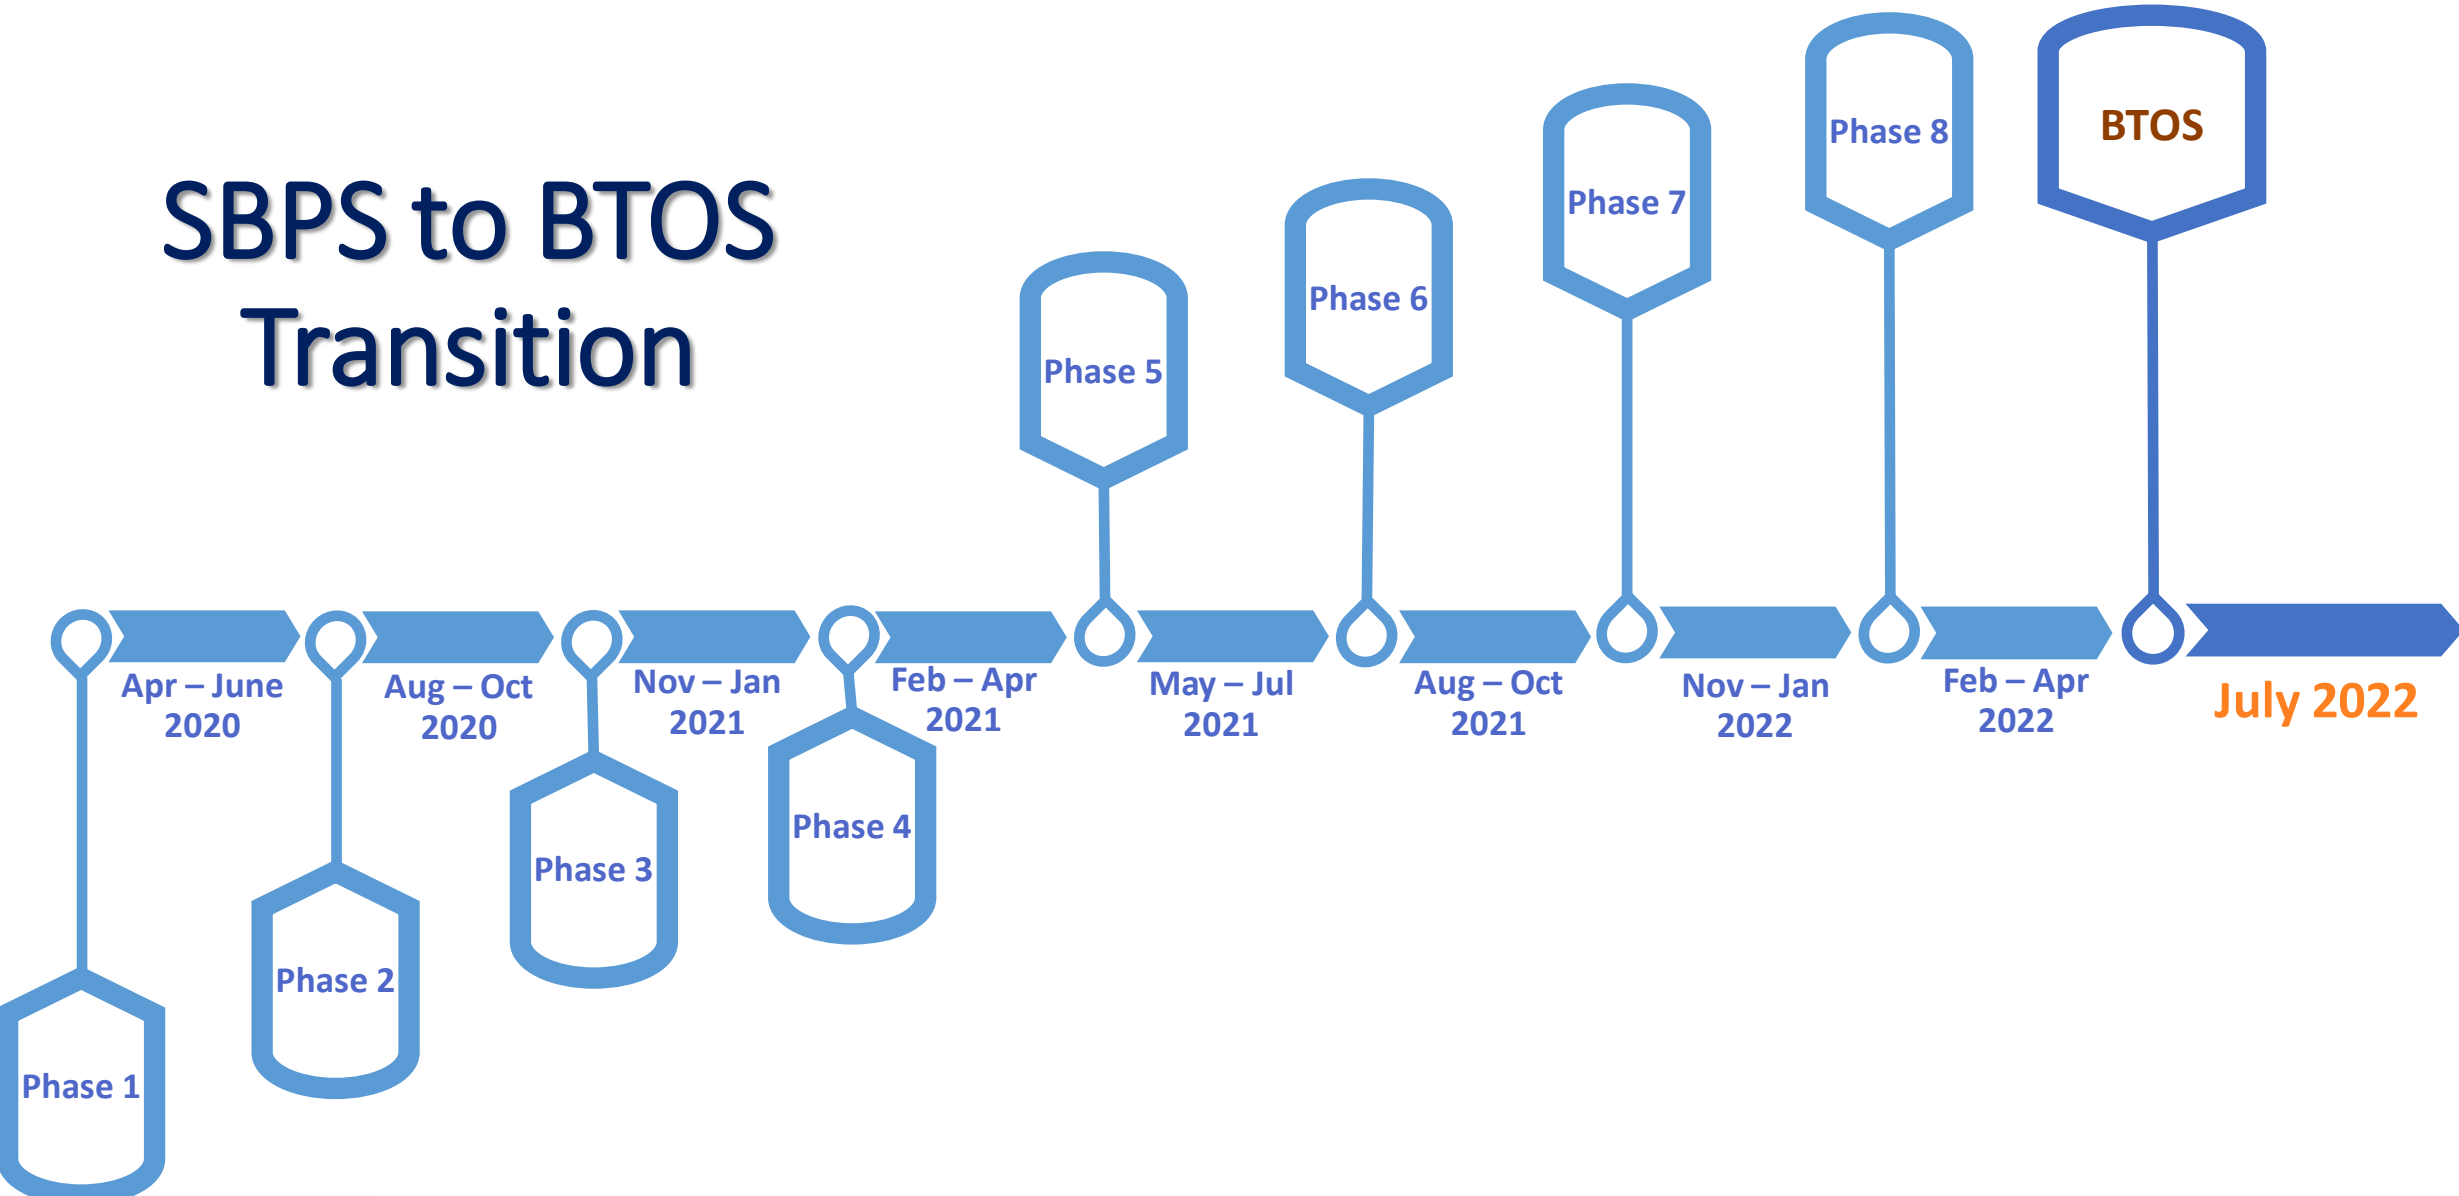 SBPS to BTOS
Transition
Phase 1
Apr – June
2020
Phase 2
Aug – Oct
2020
Phase 3
Nov – Jan
2021
Phase 4
Feb – Apr
2021
Phase 5
May – Jul
2021
Phase 6
Aug – Oct
2021
Phase 7
Nov – Jan
2022
Phase 8
Feb – Apr
2022
BTOS
July 2022